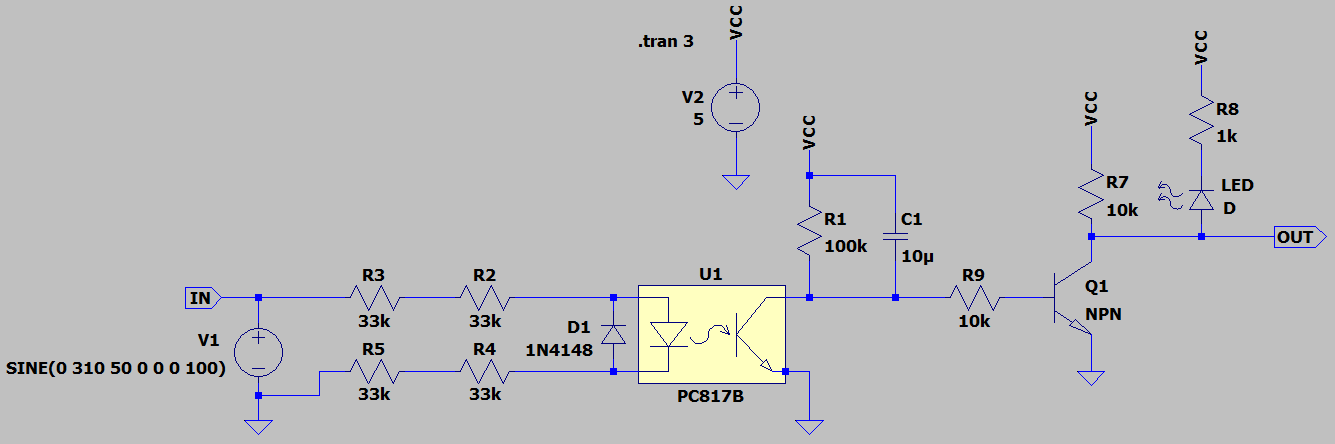 .tran 3
VCC
V2
5
VCC
R1
100k
C1
10µ
VCC
R7
10k
VCC
R8
1k
LED
D
OUT
IN
V1
SINE(0 310 50 0 0 0 100)
R3
33k
R2
33k
R5
33k
R4
33k
D1
1N4148
U1
PC817B
R9
10k
Q1
NPN